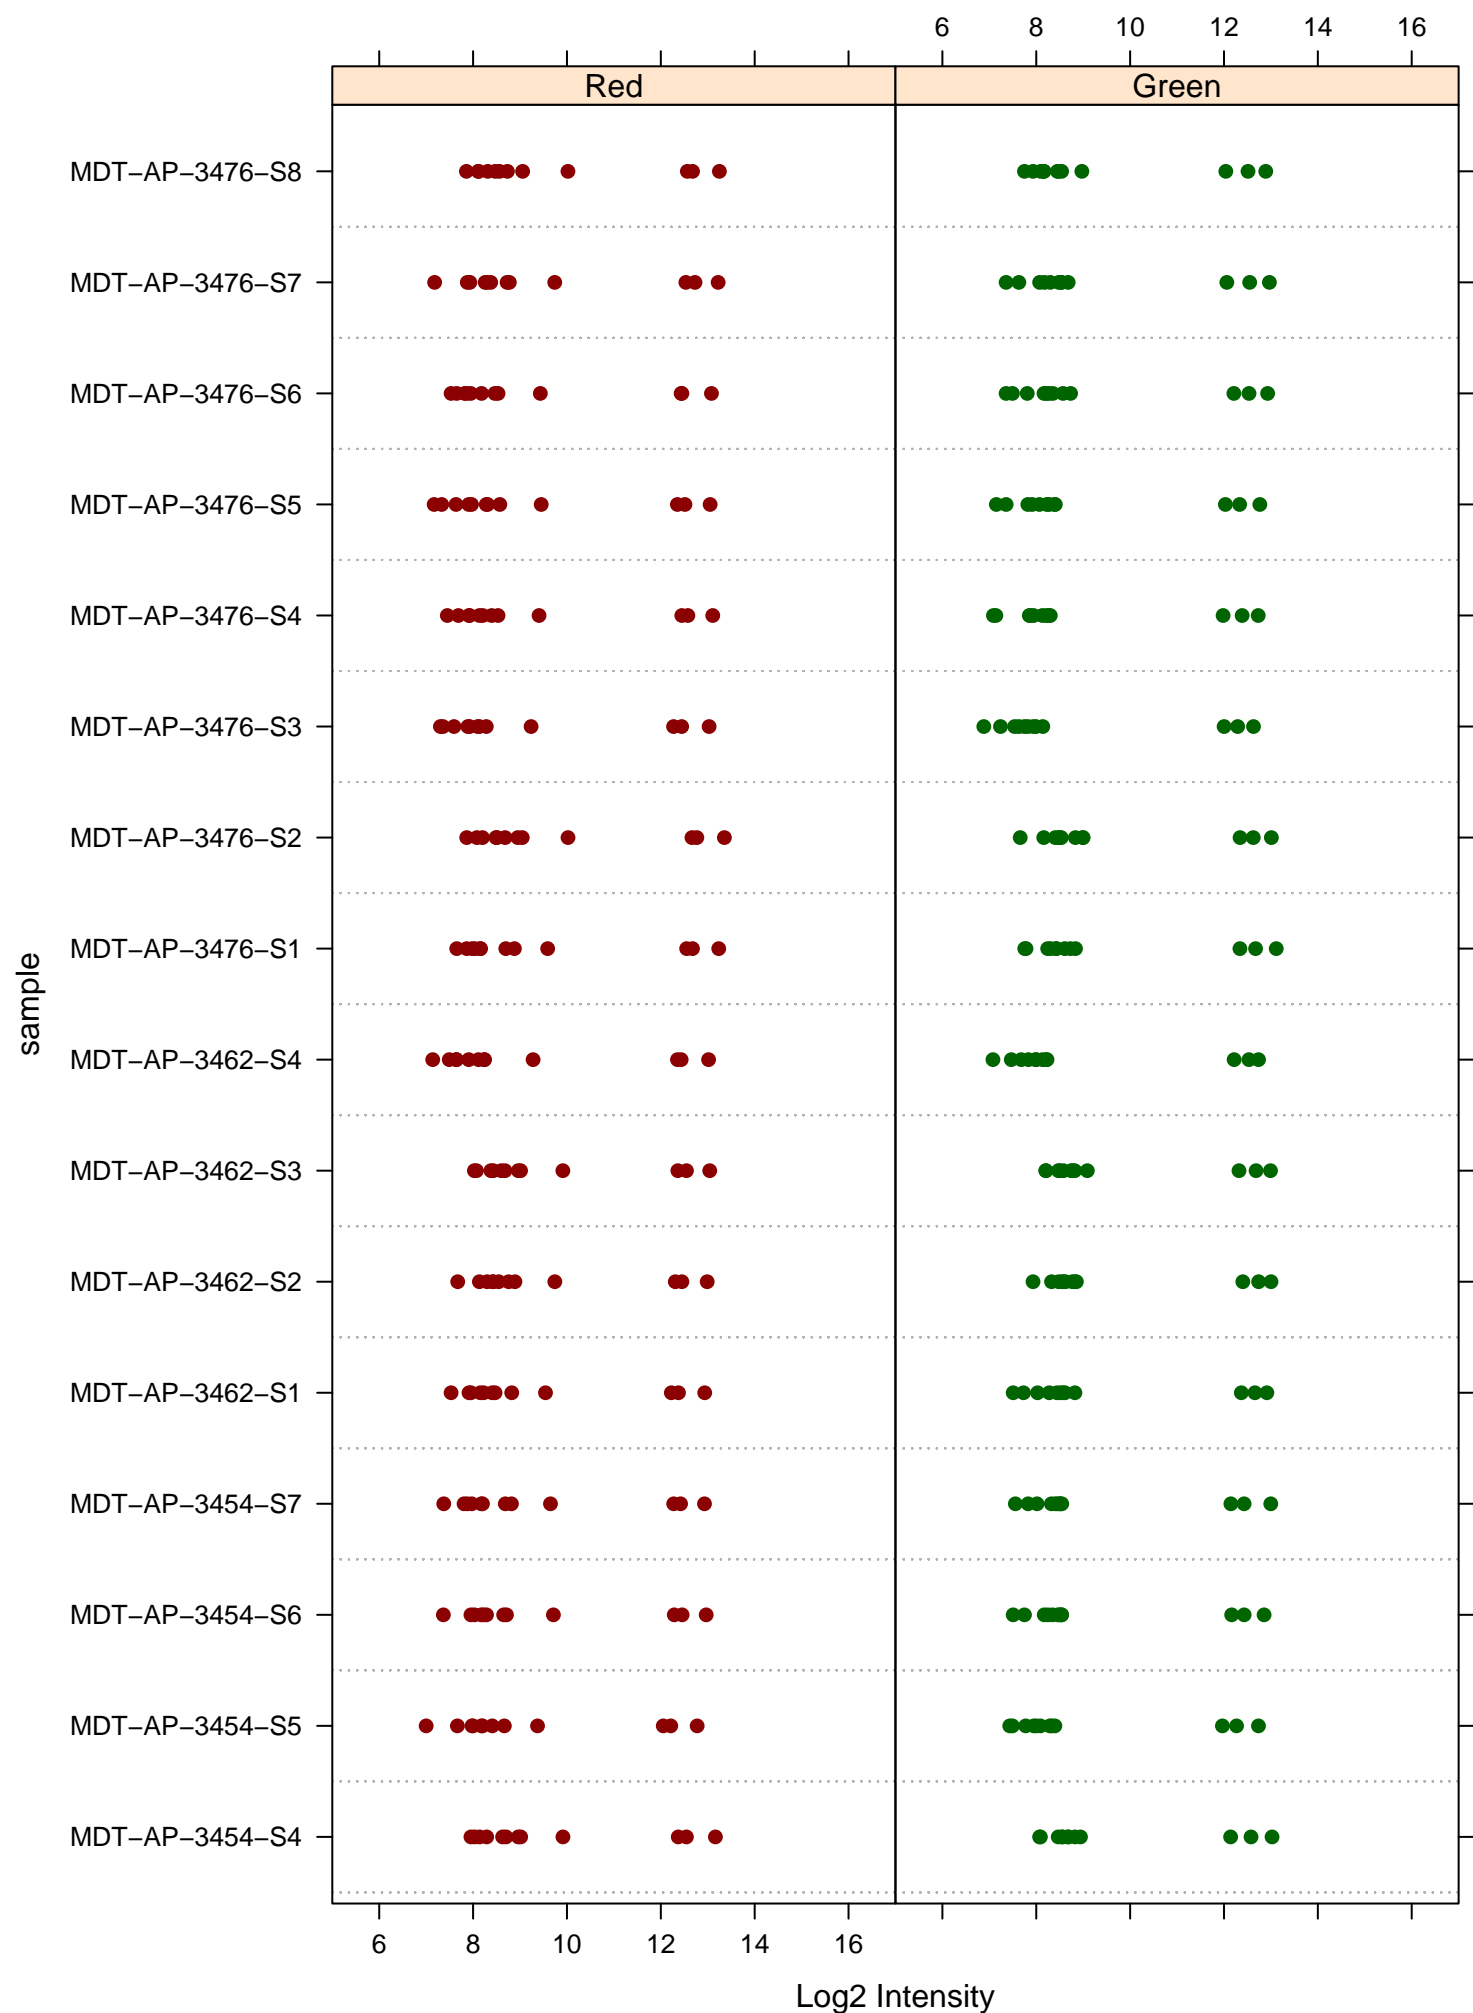 6 8 10 12 14 16
Red Green
MDT−AP−3476−S8
MDT−AP−3476−S7
MDT−AP−3476−S6
MDT−AP−3476−S5
MDT−AP−3476−S4
MDT−AP−3476−S3
MDT−AP−3476−S2
MDT−AP−3476−S1
MDT−AP−3462−S4
MDT−AP−3462−S3
MDT−AP−3462−S2
MDT−AP−3462−S1
MDT−AP−3454−S7
MDT−AP−3454−S6
MDT−AP−3454−S5
MDT−AP−3454−S4
sample
6 8 10 12 14 16
Log2 Intensity